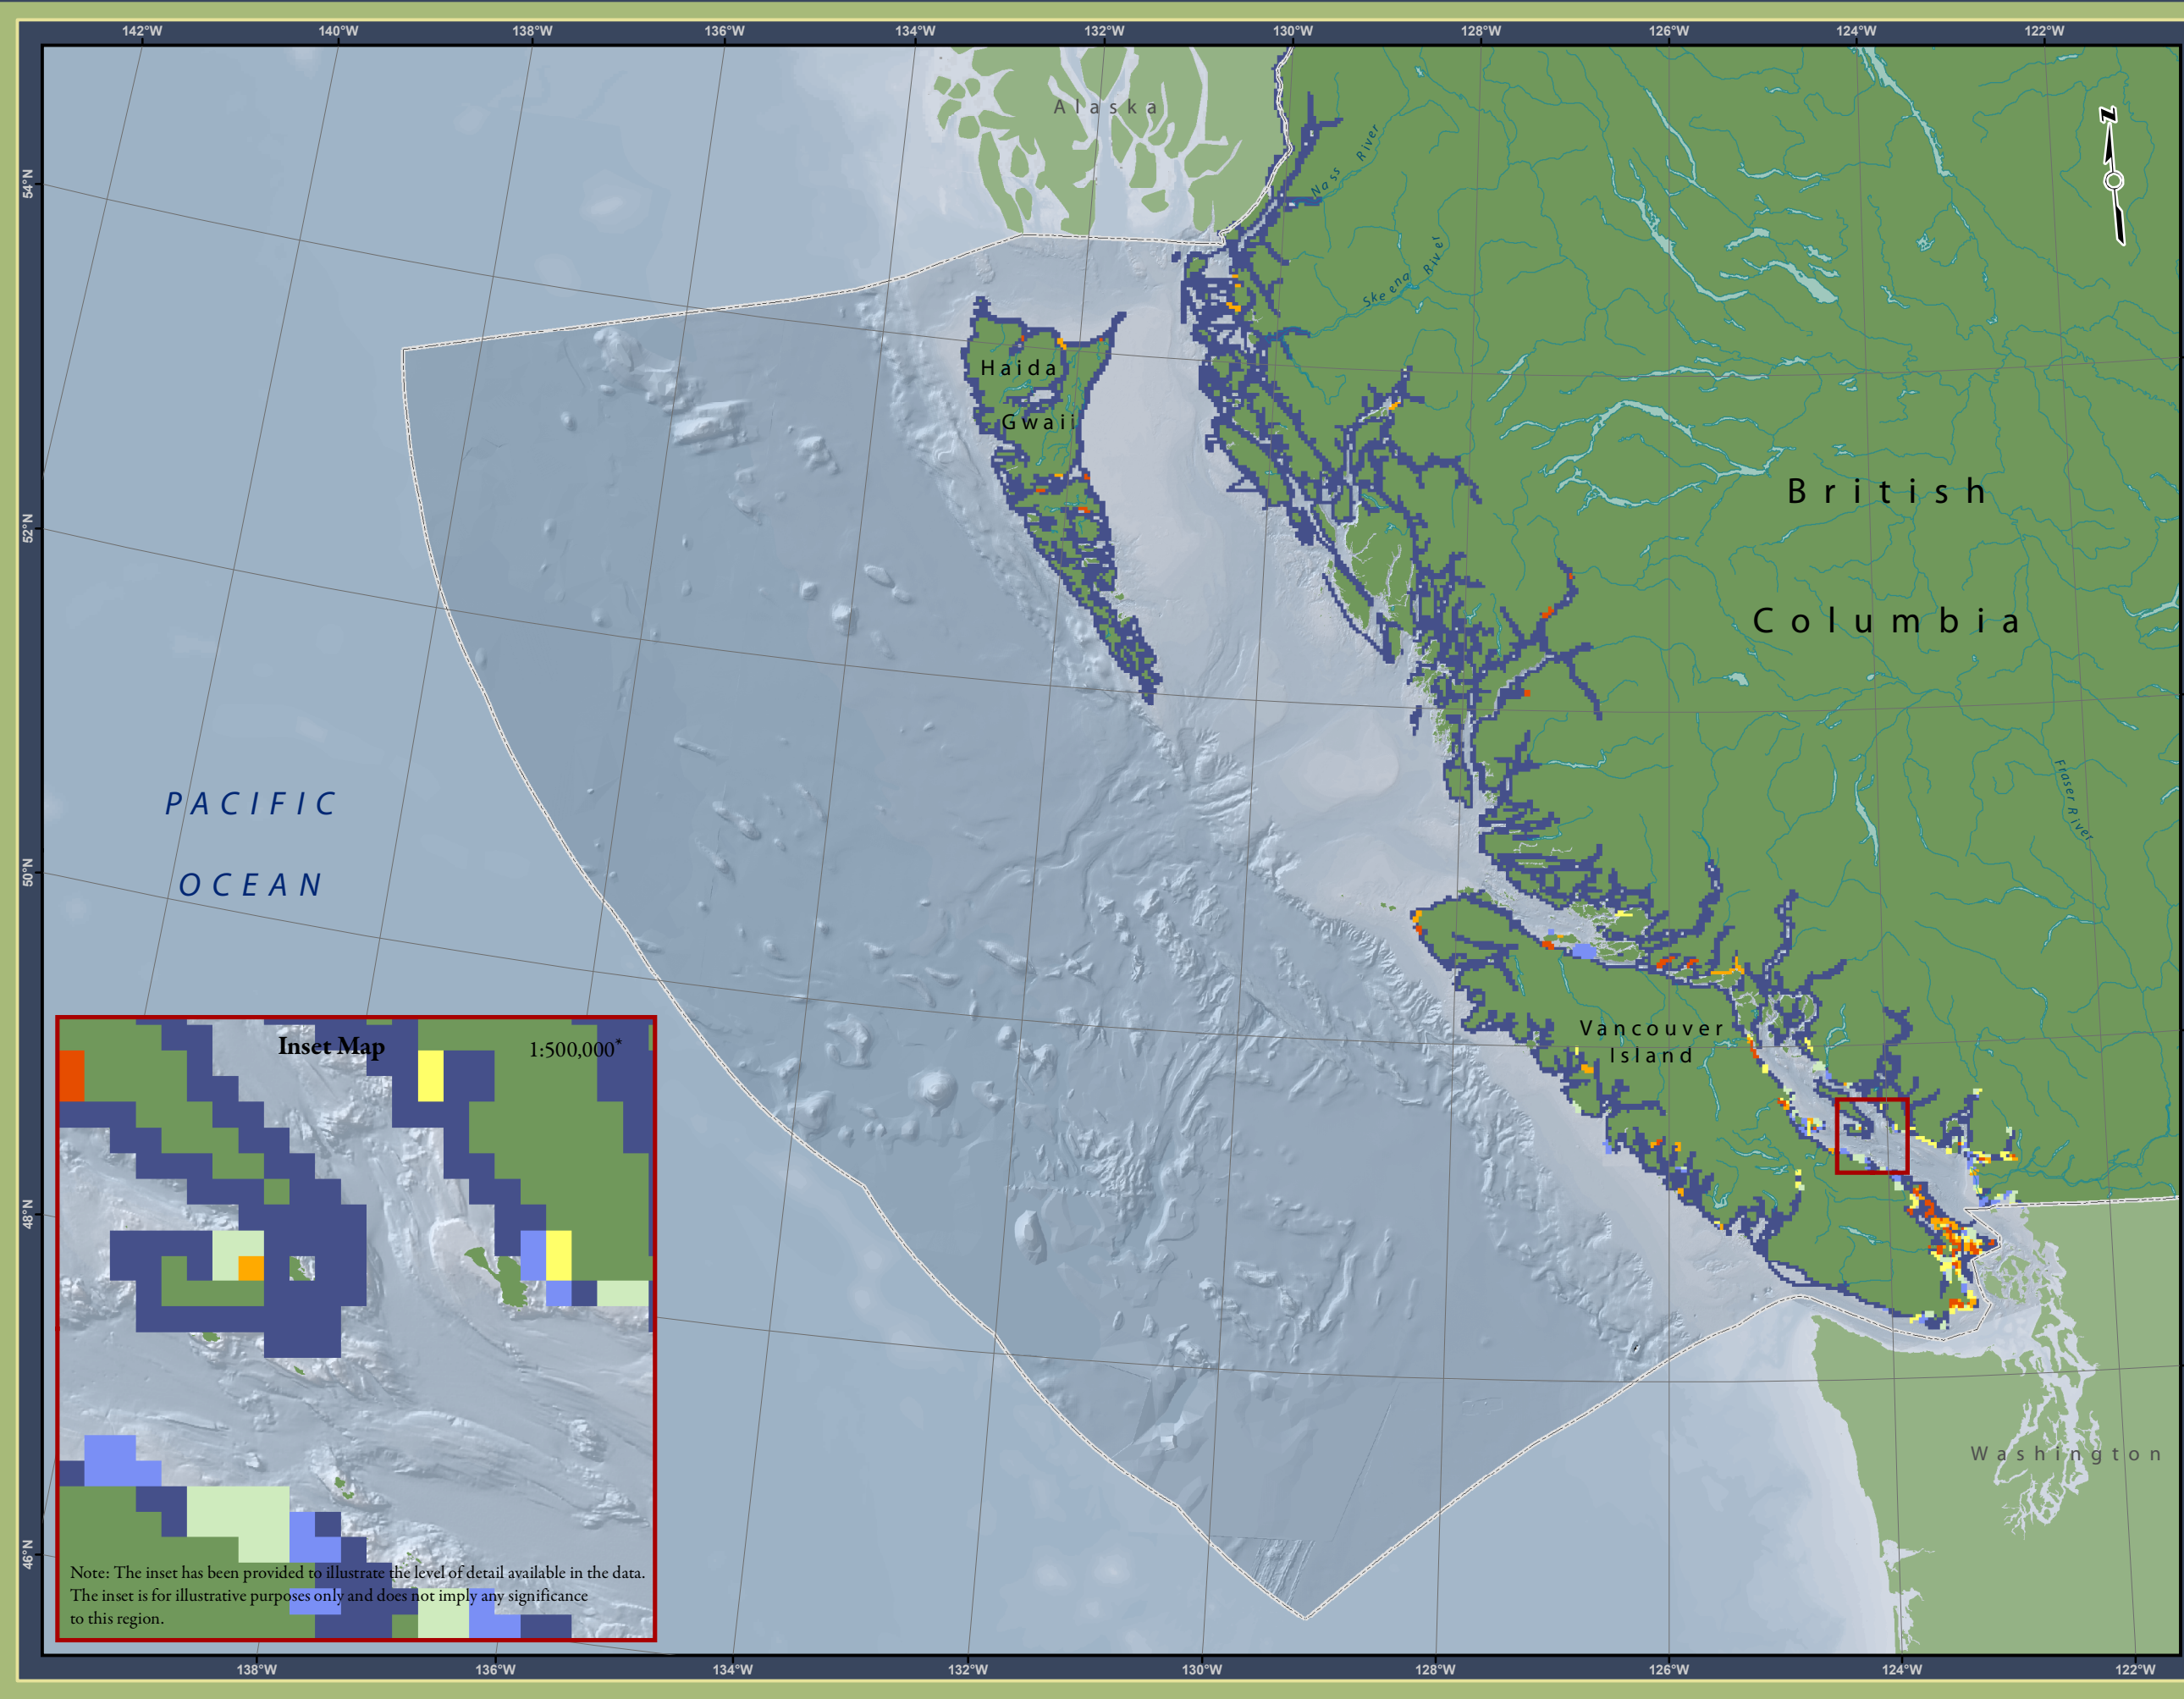 142°W 140°W 138°W 136°W 134°W 132°W 130°W 128°W 126°W 124°W 122°W
Alaska
N
Nass River
54°N
Skeena River
Haida
Gwaii
British
52°N
Columbia
Fraser River
PACIFIC
50°N
OCEAN
Vancouver
Island
Inset Map 1:500,000*
48°N
Washington
46°N
Note: The inset has been provided to illustrate the level of detail available in the data.
The inset is for illustrative purposes only and does not imply any significance
to this region.
138°W 136°W 134°W 132°W 130°W 128°W 126°W 124°W 122°W